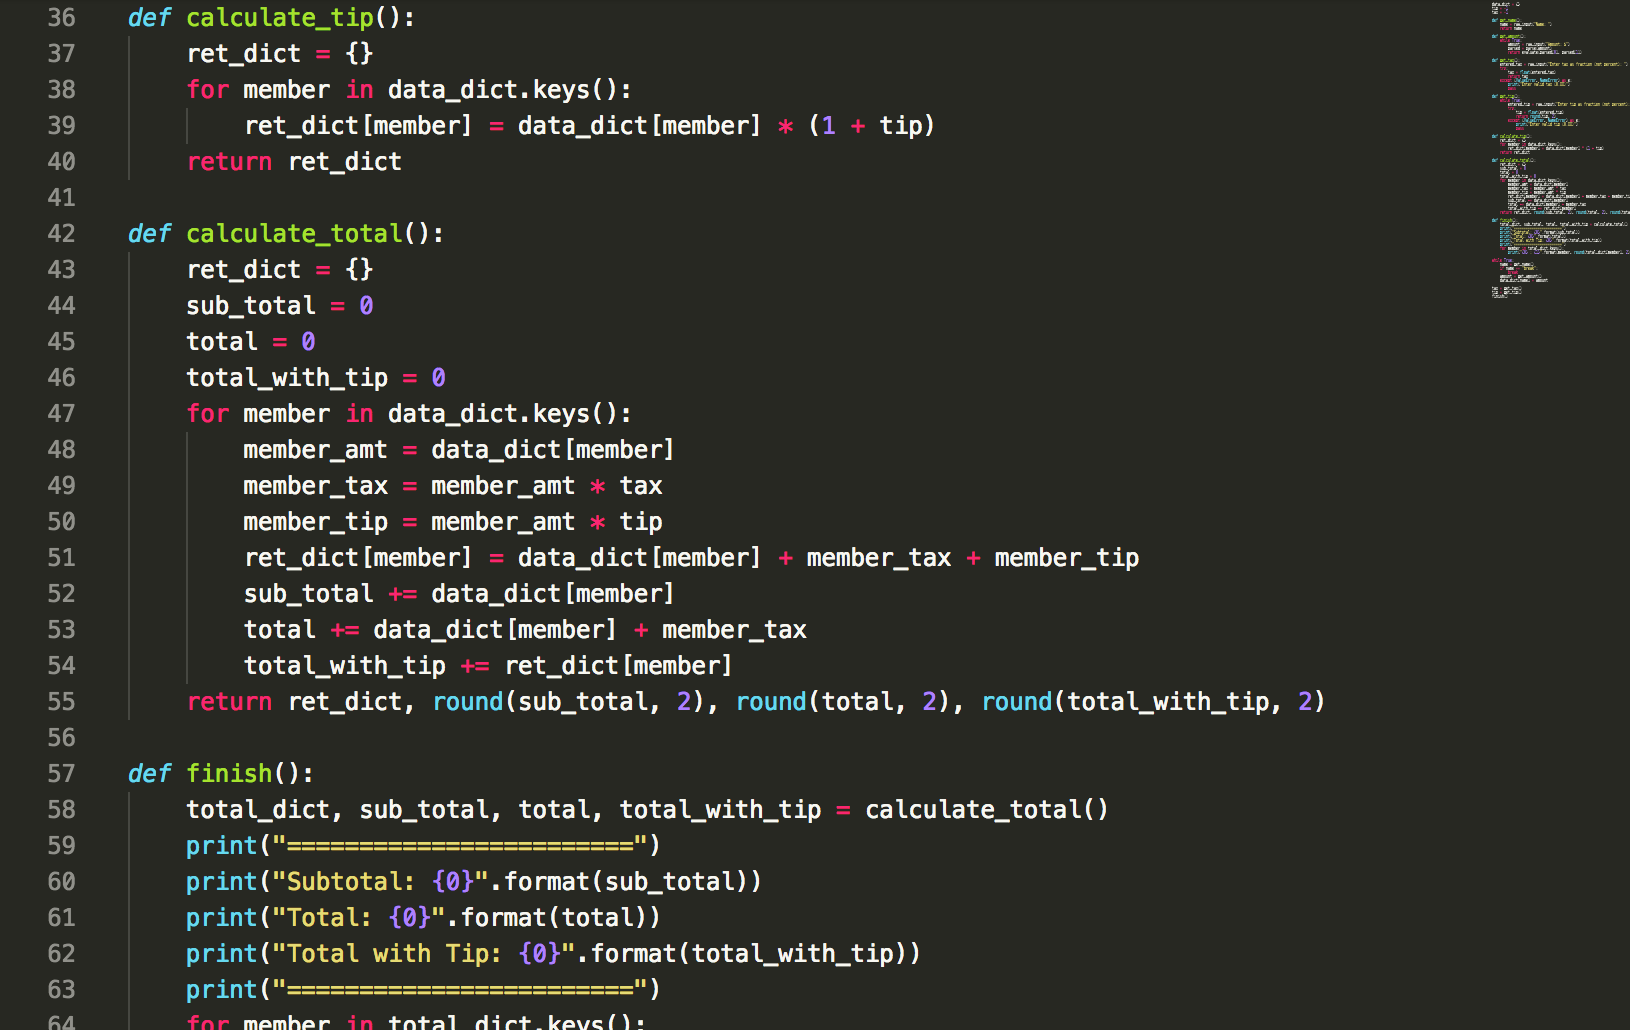 36 def calculate_tip():
37     ret_dict = {}
38     for member in data_dict.keys():
39         ret_dict[member] = data_dict[member] * (1 + tip)
40     return ret_dict
41
42 def calculate_total():
43     ret_dict = {}
44     sub_total = 0
45     total = 0
46     total_with_tip = 0
47     for member in data_dict.keys():
48         member_amt = data_dict[member]
49         member_tax = member_amt * tax
50         member_tip = member_amt * tip
51         ret_dict[member] = data_dict[member] + member_tax + member_tip
52         sub_total += data_dict[member]
53         total += data_dict[member] + member_tax
54         total_with_tip += ret_dict[member]
55     return ret_dict, round(sub_total, 2), round(total, 2), round(total_with_tip, 2)
56
57 def finish():
58     total_dict, sub_total, total, total_with_tip = calculate_total()
59     print("========================")
60     print("Subtotal: {0}".format(sub_total))
61     print("Total: {0}".format(total))
62     print("Total with Tip: {0}".format(total_with_tip))
63     print("========================")
64     for member in total_dict.keys():